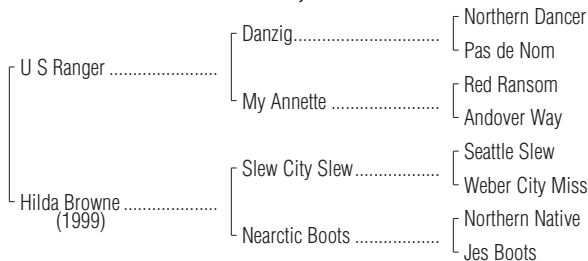 Northern Dancer
Danzig
Pas de Nom
U S Ranger
Red Ransom
My Annette
Andover Way
Seattle Slew
Slew City Slew
Weber City Miss
Hilda Browne
(1999)
Northern Native
Nearctic Boots
Jes Boots